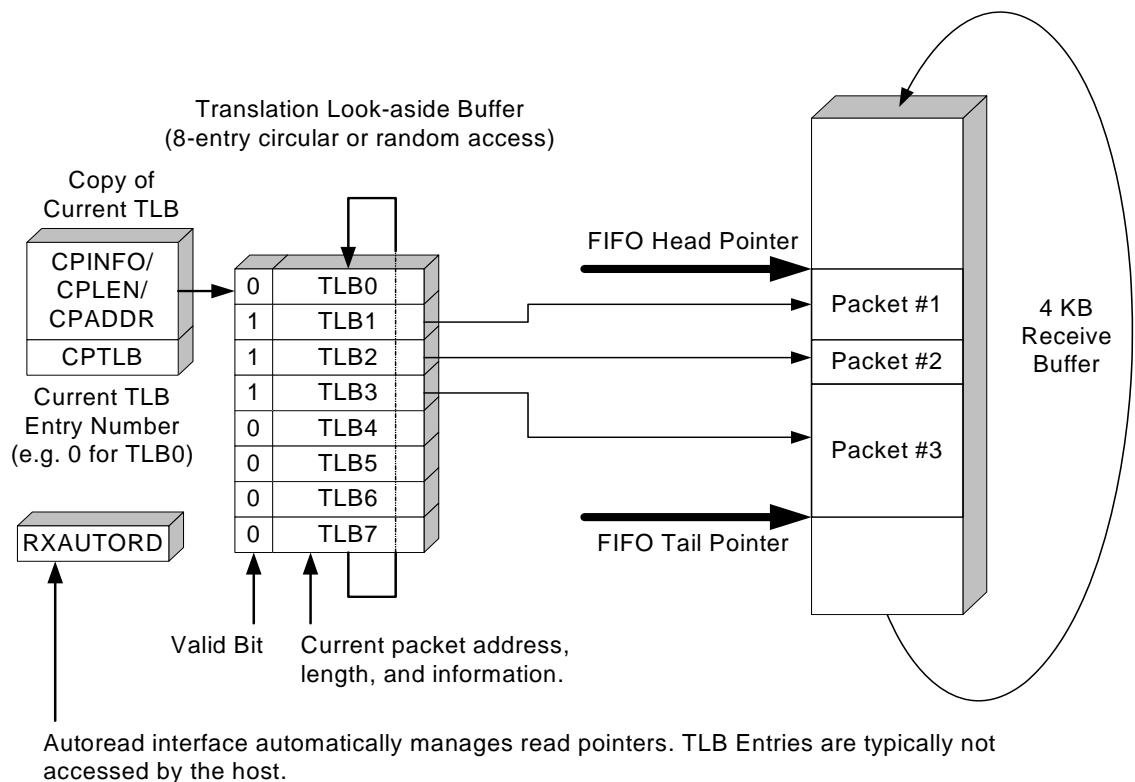 Translation Look-aside Buffer
(8-entry circular or random access)
Copy of
Current TLB
CPINFO/
CPLEN/
CPADDR
CPTLB
Current TLB
Entry Number
(e.g. 0 for TLB0)
RXAUTORD
0 TLB0
1 TLB1
1 TLB2
1 TLB3
0 TLB4
0 TLB5
0 TLB6
0 TLB7
Valid Bit
Current packet address,
length, and information.
FIFO Head Pointer
Packet #1
Packet #2
Packet #3
FIFO Tail Pointer
4 KB
Receive
Buffer
Autoread interface automatically manages read pointers. TLB Entries are typically not
accessed by the host.